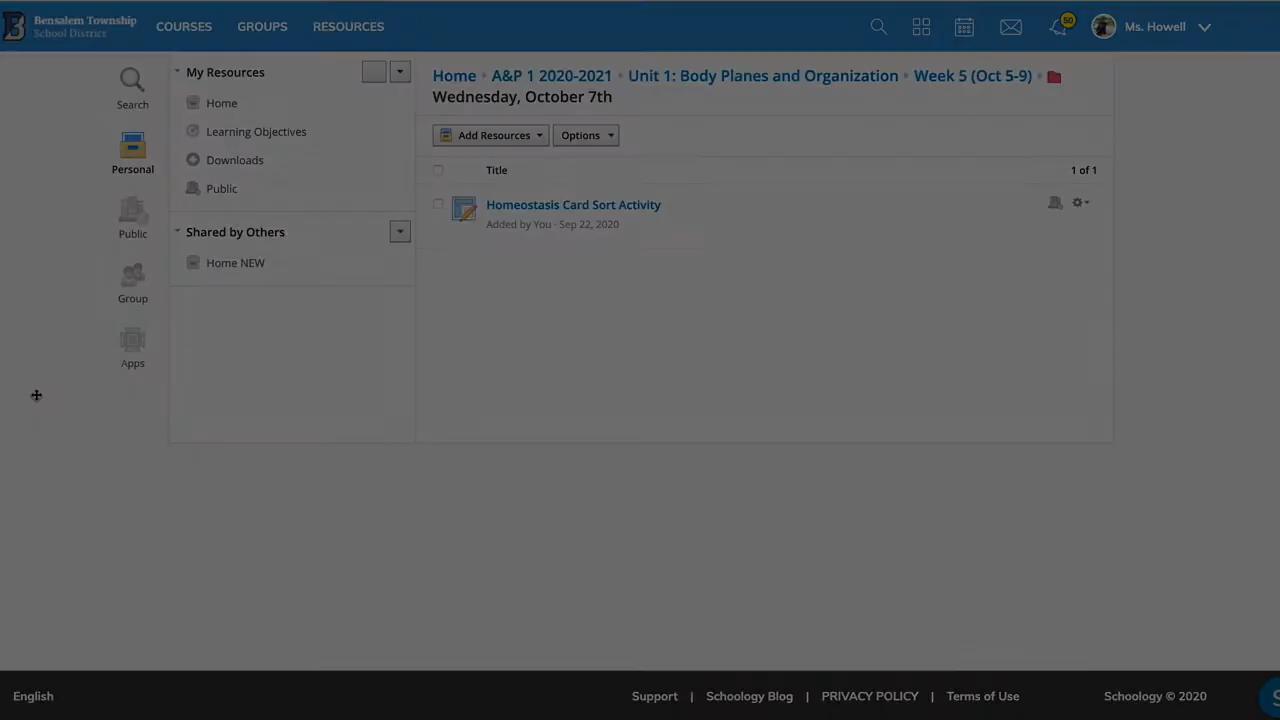 Bensalem Township
School District
COURSES GROUPS RESOURCES
50
Ms. Howell
Search
Personal
Public
Group
Apps
My Resources
Home
Learning Objectives
Downloads
Public
Shared by Others
Home NEW
Home • A&P 1 2020-2021 • Unit 1: Body Planes and Organization • Week 5 (Oct 5-9) •
Wednesday, October 7th
Add Resources Options
Title 1 of 1
Homeostasis Card Sort Activity
Added by You · Sep 22, 2020
English Support | Schoology Blog | PRIVACY POLICY | Terms of Use Schoology © 2020